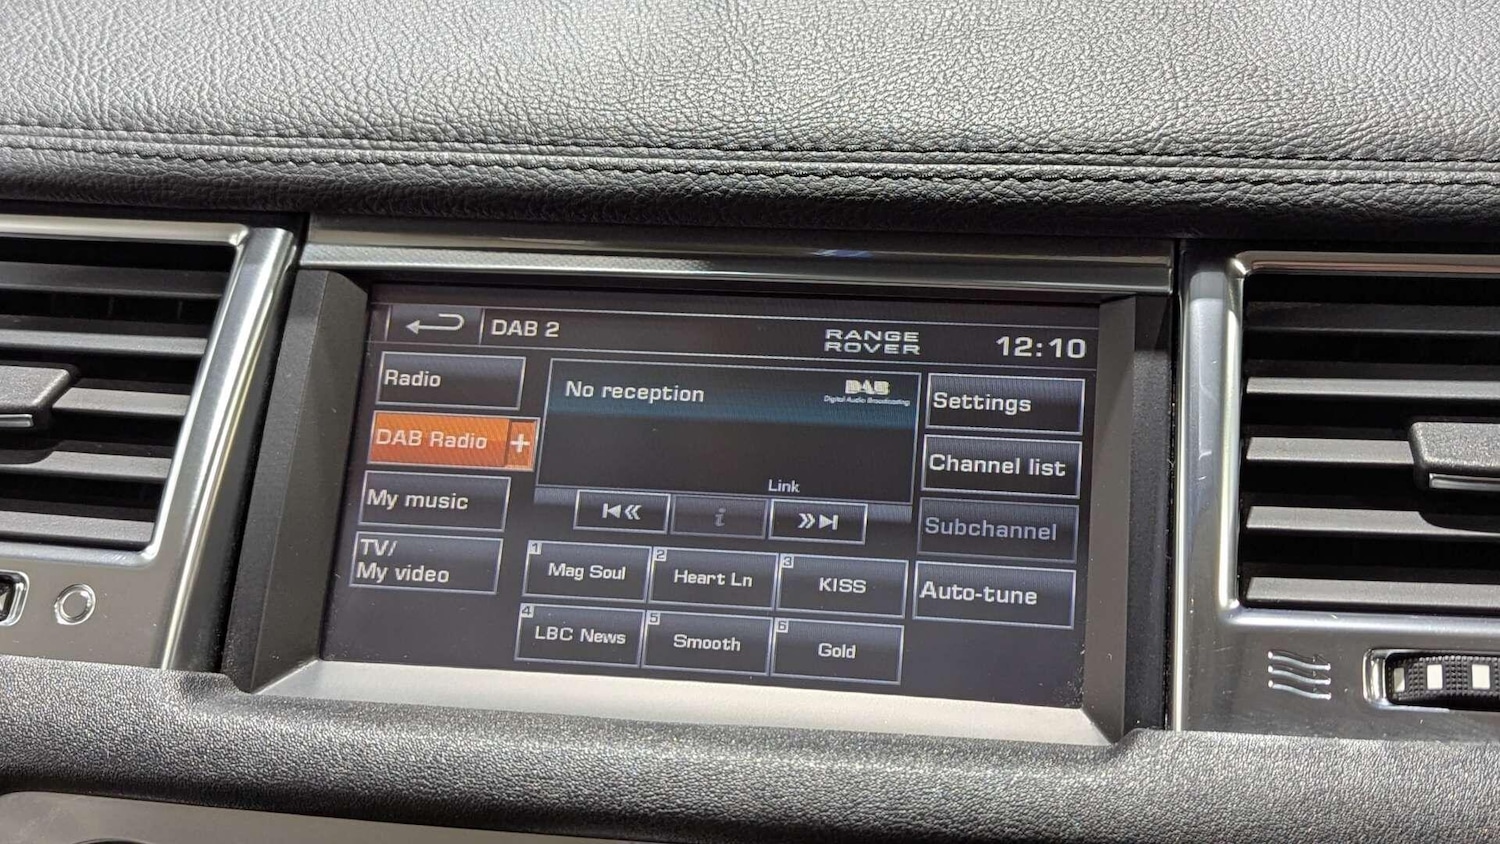 DAB 2
RANGE
ROVER
12:10
Radio
DAB Radio +
My music
TV/
My video
No reception
DAB
Digital Audio Broadcasting
Link
i
Settings
Channel list
Subchannel
Auto-tune
1 Mag Soul
2 Heart Ln
3 KISS
4 LBC News
5 Smooth
6 Gold